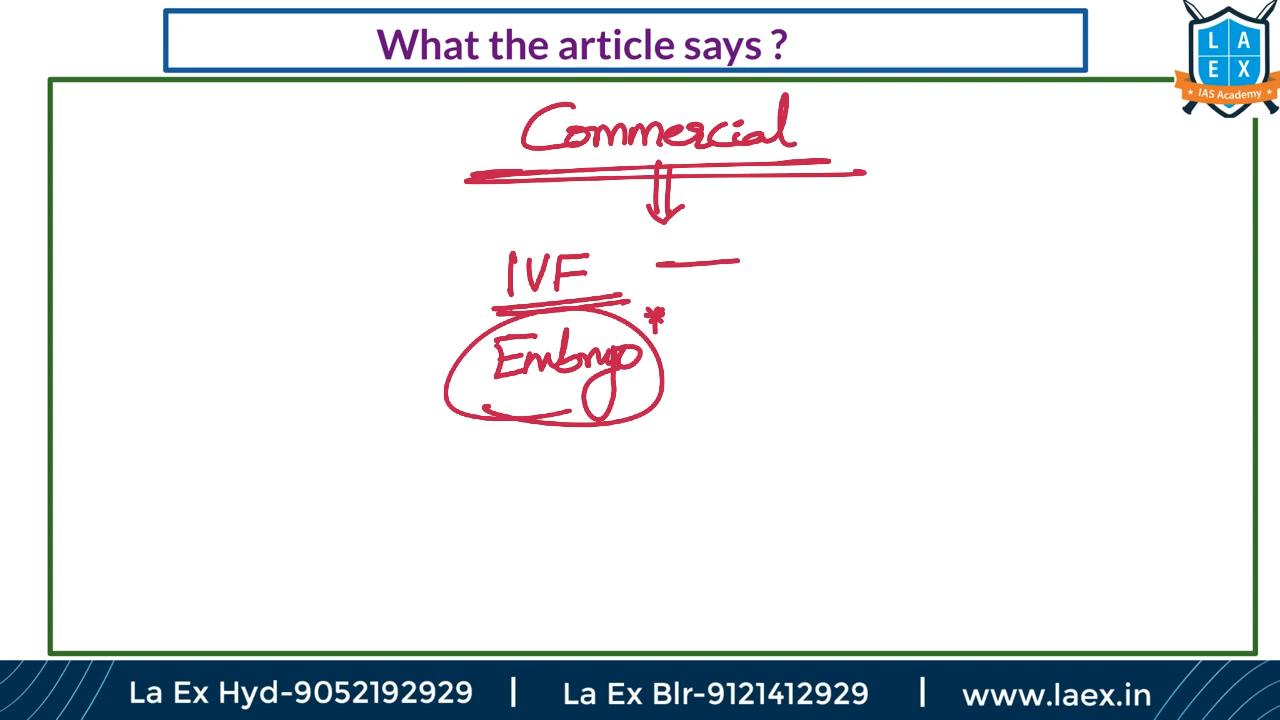 What the article says ?
L A
E X
IAS Academy
Commercial
IVF —
Embryo *
La Ex Hyd-9052192929 | La Ex Blr-9121412929 | www.laex.in